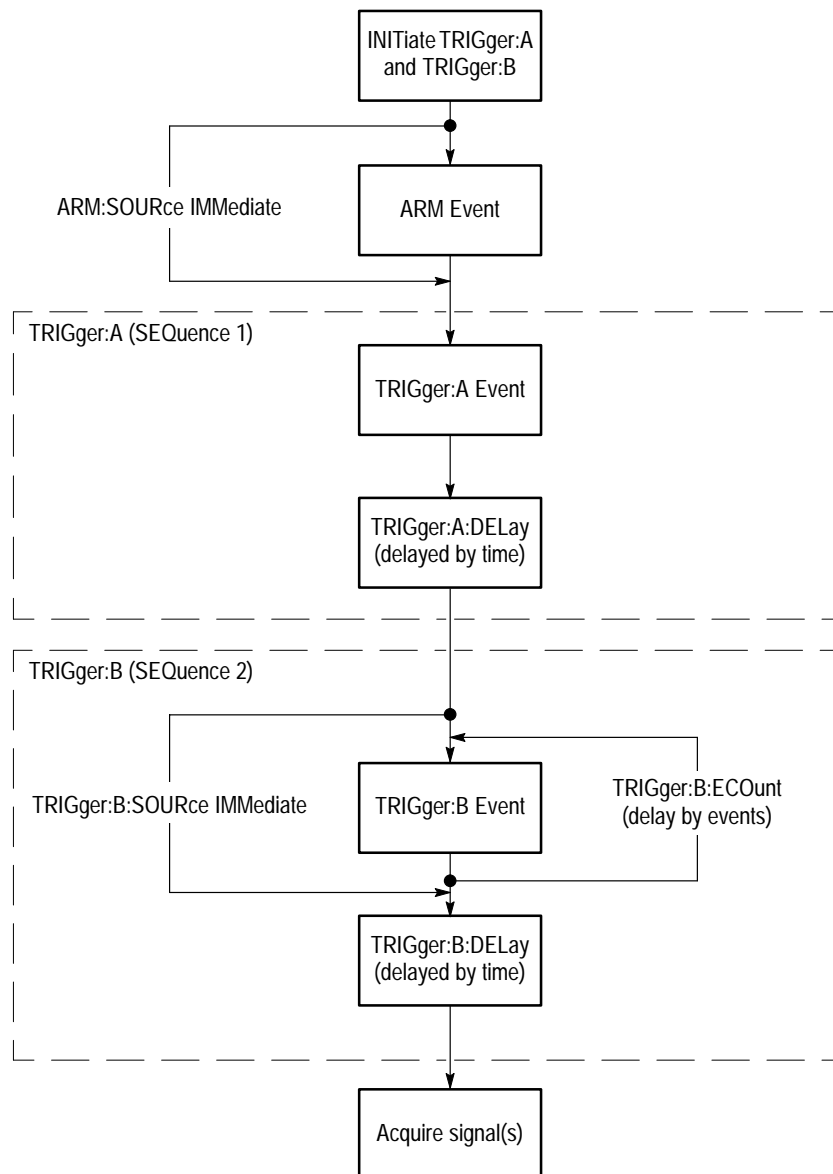 INITiate TRIGger:A
and TRIGger:B
ARM:SOURce IMMediate
ARM Event
TRIGger:A (SEQuence 1)
TRIGger:A Event
TRIGger:A:DELay
(delayed by time)
TRIGger:B (SEQuence 2)
TRIGger:B:SOURce IMMediate
TRIGger:B Event
TRIGger:B:ECOunt
(delay by events)
TRIGger:B:DELay
(delayed by time)
Acquire signal(s)